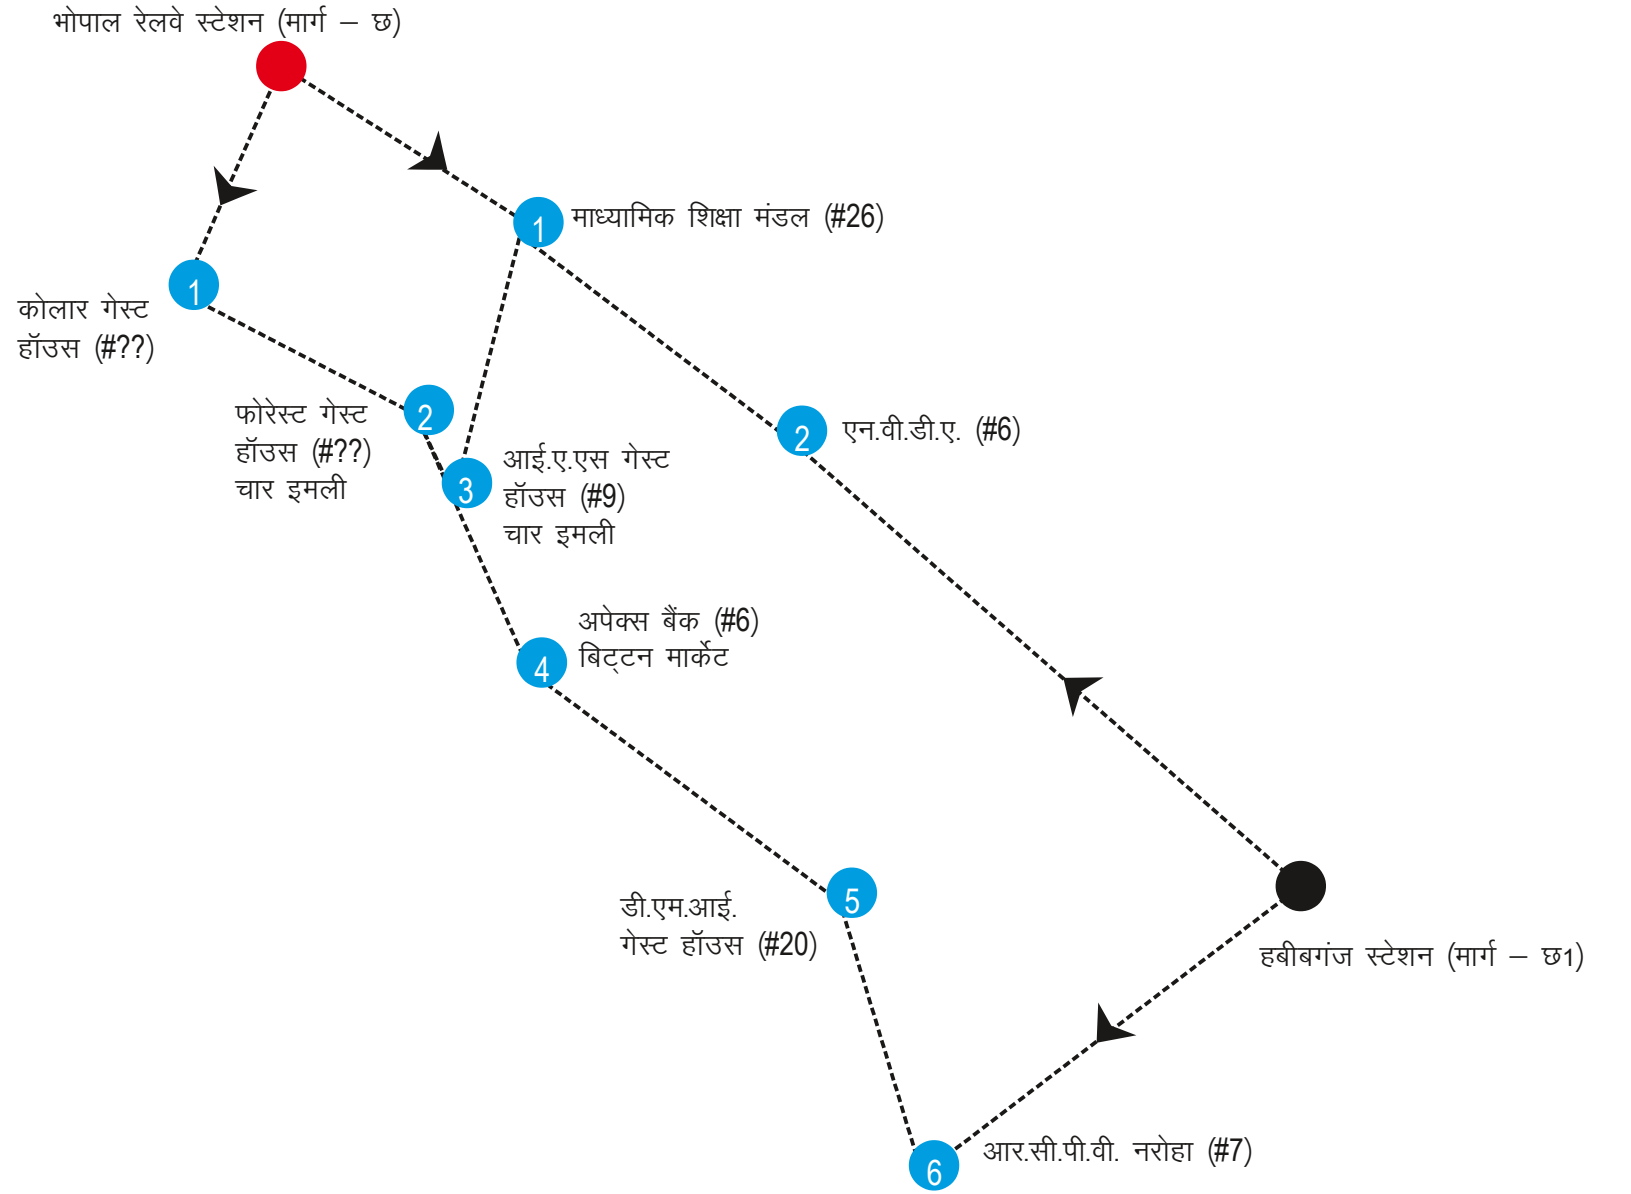 भोपाल रेलवे स्टेशन (मार्ग – छ)
1 माध्यामिक शिक्षा मंडल (#26)
1
कोलार गेस्ट
हॉउस (#??)
2
फोरेस्ट गेस्ट
हॉउस (#??)
चार इमली
2 एन.वी.डी.ए. (#6)
3
आई.ए.एस गेस्ट
हॉउस (#9)
चार इमली
4
अपेक्स बैंक (#6)
बिट्टन मार्केट
5
डी.एम.आई.
गेस्ट हॉउस (#20)
हबीबगंज स्टेशन (मार्ग – छ1)
6 आर.सी.पी.वी. नरोहा (#7)